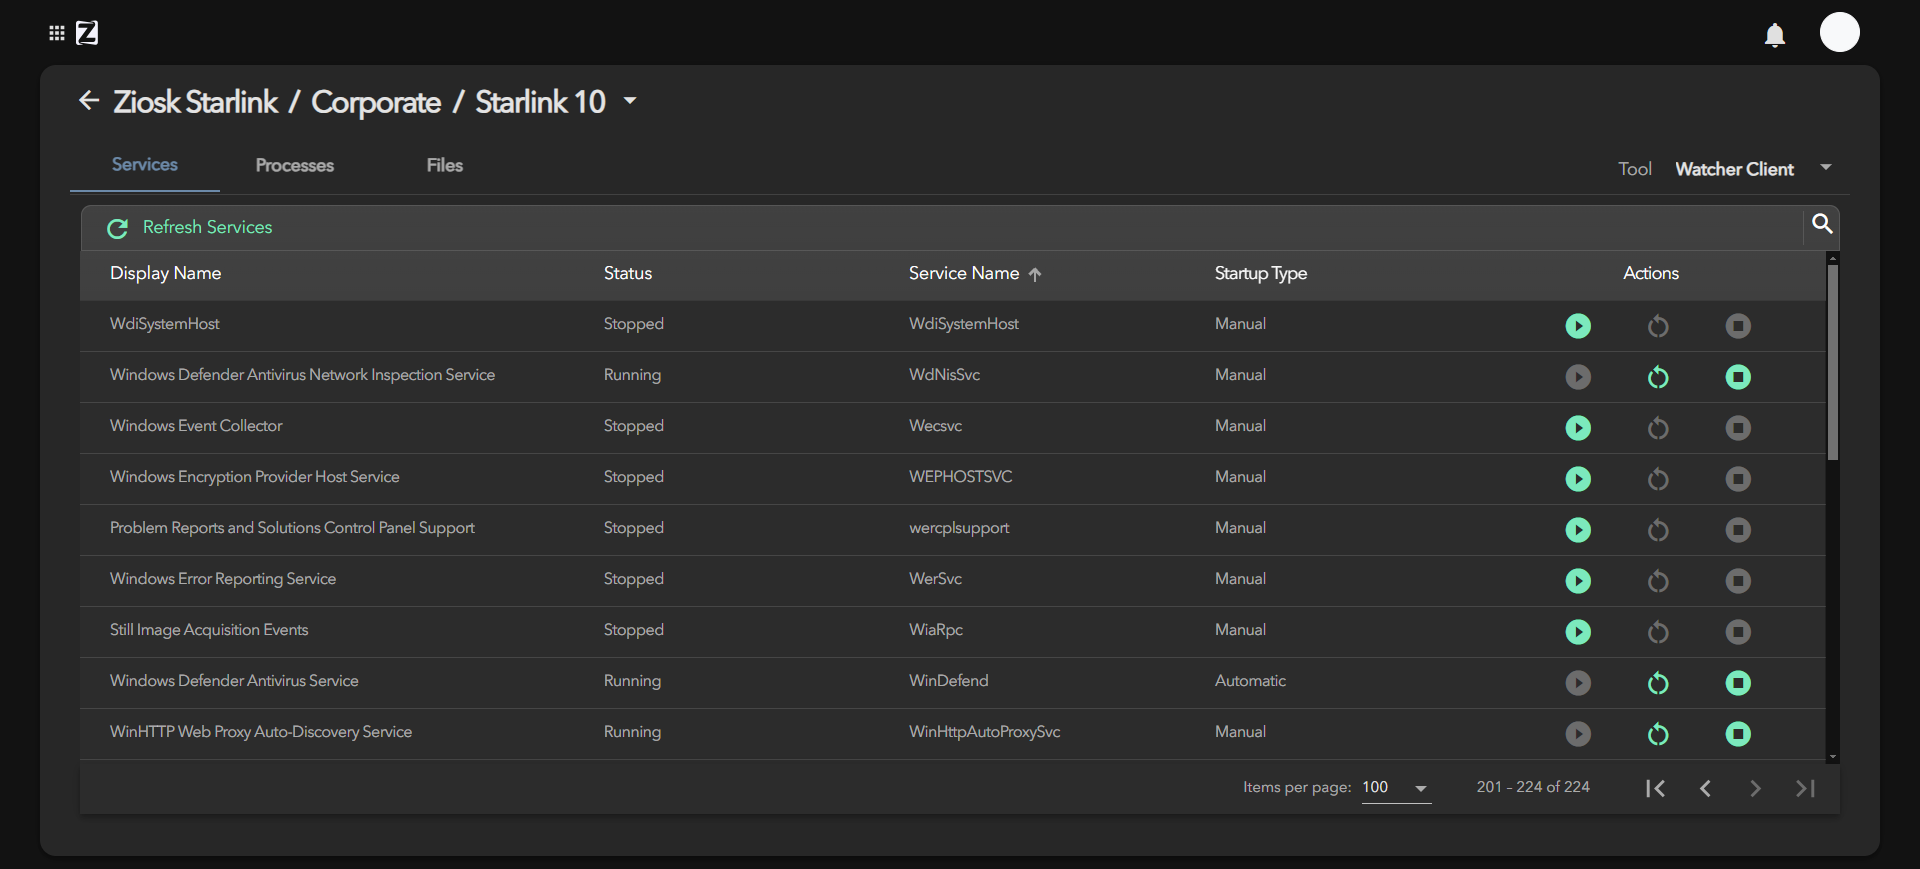 Z
Ziosk Starlink / Corporate / Starlink 10
Services Processes Files Tool Watcher Client
Refresh Services
Display Name Status Service Name Startup Type Actions
WdiSystemHost Stopped WdiSystemHost Manual
Windows Defender Antivirus Network Inspection Service Running WdNisSvc Manual
Windows Event Collector Stopped Wecsvc Manual
Windows Encryption Provider Host Service Stopped WEPHOSTSVC Manual
Problem Reports and Solutions Control Panel Support Stopped wercplsupport Manual
Windows Error Reporting Service Stopped WerSvc Manual
Still Image Acquisition Events Stopped WiaRpc Manual
Windows Defender Antivirus Service Running WinDefend Automatic
WinHTTP Web Proxy Auto-Discovery Service Running WinHttpAutoProxySvc Manual
Items per page: 100 201 - 224 of 224